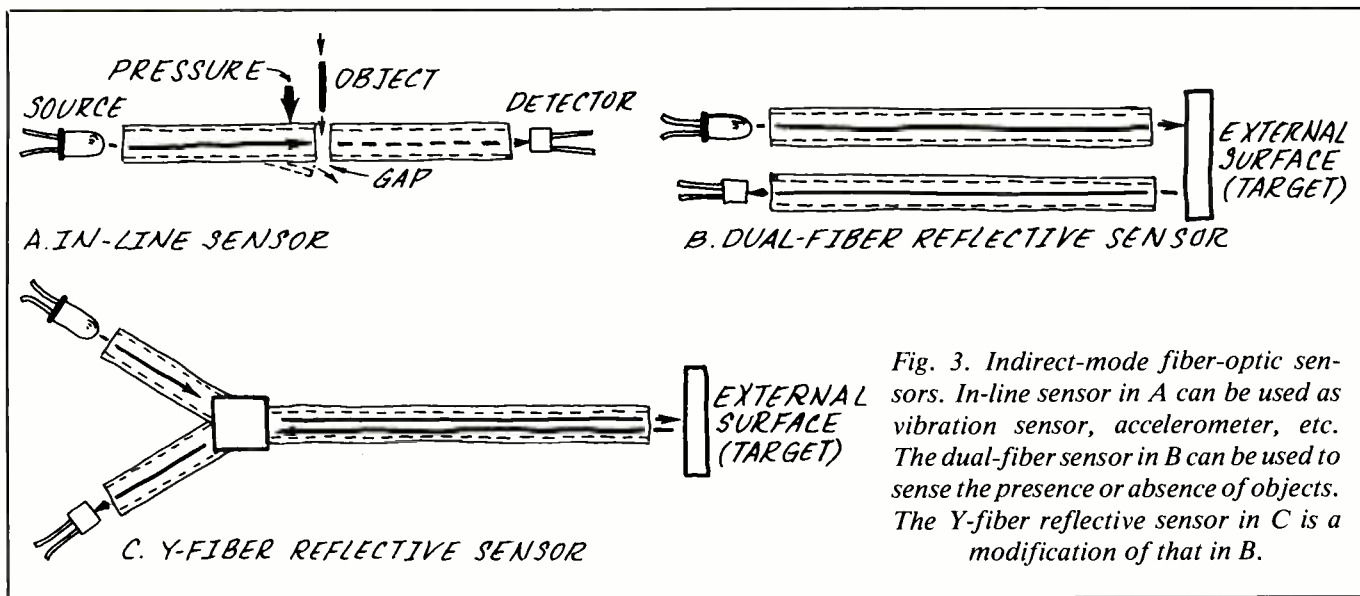 PRESSURE
OBJECT
SOURCE
DETECTOR
GAP
A. IN-LINE SENSOR
EXTERNAL
SURFACE
(TARGET)
B. DUAL-FIBER REFLECTIVE SENSOR
EXTERNAL
SURFACE
(TARGET)
C. Y-FIBER REFLECTIVE SENSOR
Fig. 3. Indirect-mode fiber-optic sen-
sors. In-line sensor in A can be used as
vibration sensor, accelerometer, etc.
The dual-fiber sensor in B can be used to
sense the presence or absence of objects.
The Y-fiber reflective sensor in C is a
modification of that in B.